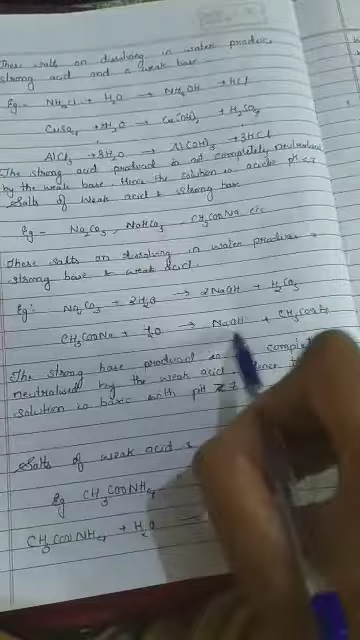 These salts on dissolving in water produces
strong acid and a weak base
Eg- NH4Cl + H2O → NH4OH + HCl
CuSO4 + 2H2O → Cu(OH)2 + H2SO4
AlCl3 + 3H2O → Al(OH)3 + 3HCl
The strong acid produced is not completely neutralised
by the weak base. Hence the solution is acidic pH < 7
Salts of weak acid & strong base
Eg- Na2CO3, NaHCO3, CH3COONa etc
These salts on dissolving in water produces a
strong base & weak acid.
Eg: Na2CO3 + 2H2O → 2NaOH + H2CO3
CH3COONa + H2O → NaOH + CH3COOH
The strong base produced is complete
neutralised by the weak acid. Hence
solution is basic with pH > 7
Salts of weak acid &
Eg CH3COONH4
CH3COONH4 + H2O →